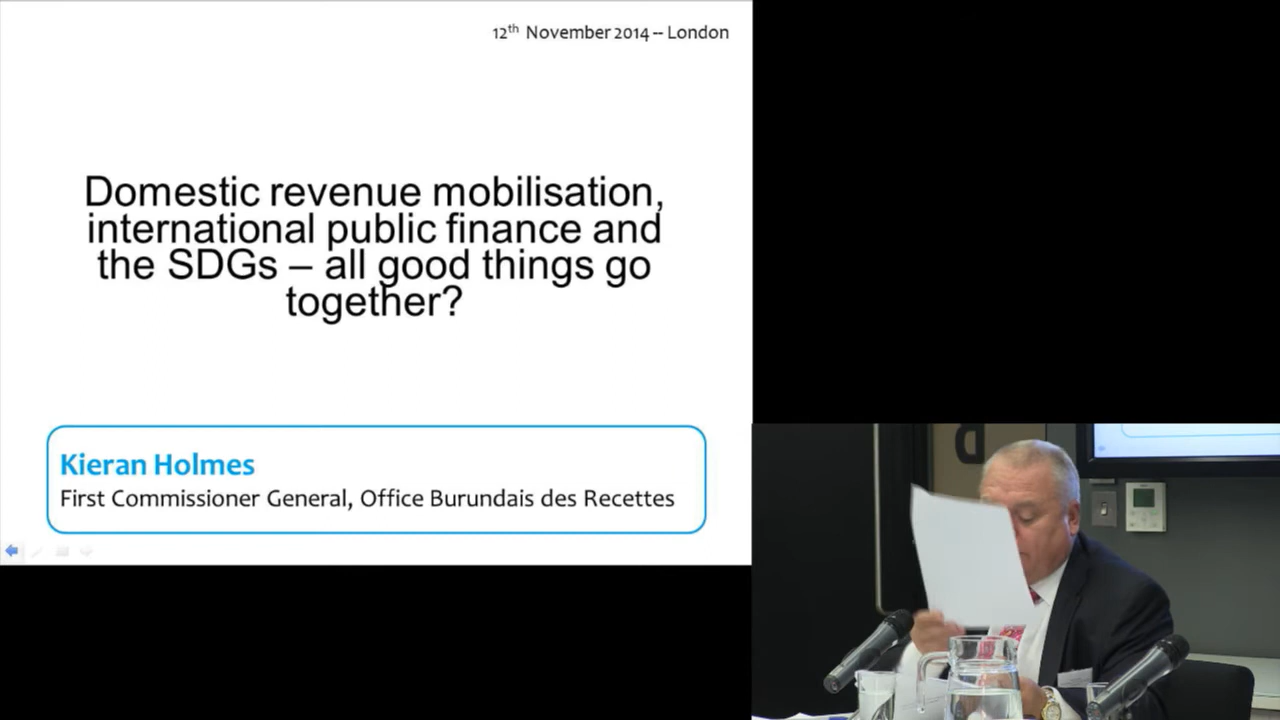 12th November 2014 -- London
Domestic revenue mobilisation,
international public finance and
the SDGs – all good things go
together?
Kieran Holmes
First Commissioner General, Office Burundais des Recettes